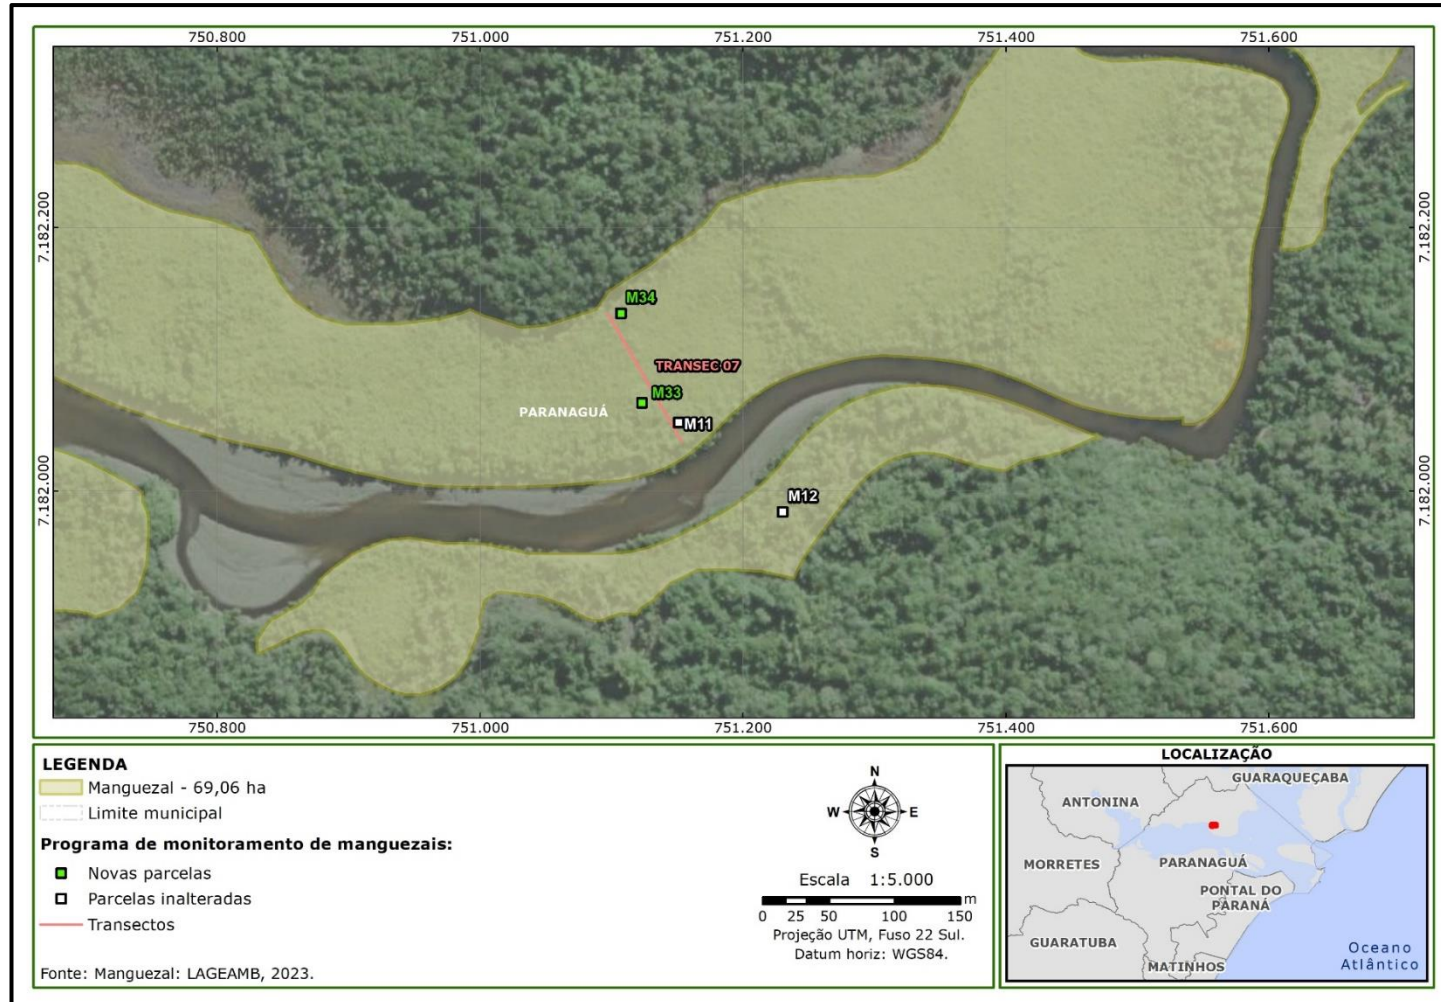 750.800 751.000 751.200 751.400 751.600
7.182.200
7.182.200
M34
TRANSEC 07
M33
PARANAGUÁ
M11
7.182.000
7.182.000
M12
750.800 751.000 751.200 751.400 751.600
LEGENDA
Manguezal - 69,06 ha
Limite municipal
Programa de monitoramento de manguezais:
Novas parcelas
Parcelas inalteradas
Transectos
Fonte: Manguezal: LAGEAMB, 2023.
N
W E
S
Escala 1:5.000
m
0 25 50 100 150
Projeção UTM, Fuso 22 Sul.
Datum horiz: WGS84.
LOCALIZAÇÃO
GUARAQUEÇABA
ANTONINA
MORRETES
PARANAGUÁ
PONTAL DO
PARANÁ
GUARATUBA
MATINHOS
Oceano
Atlântico